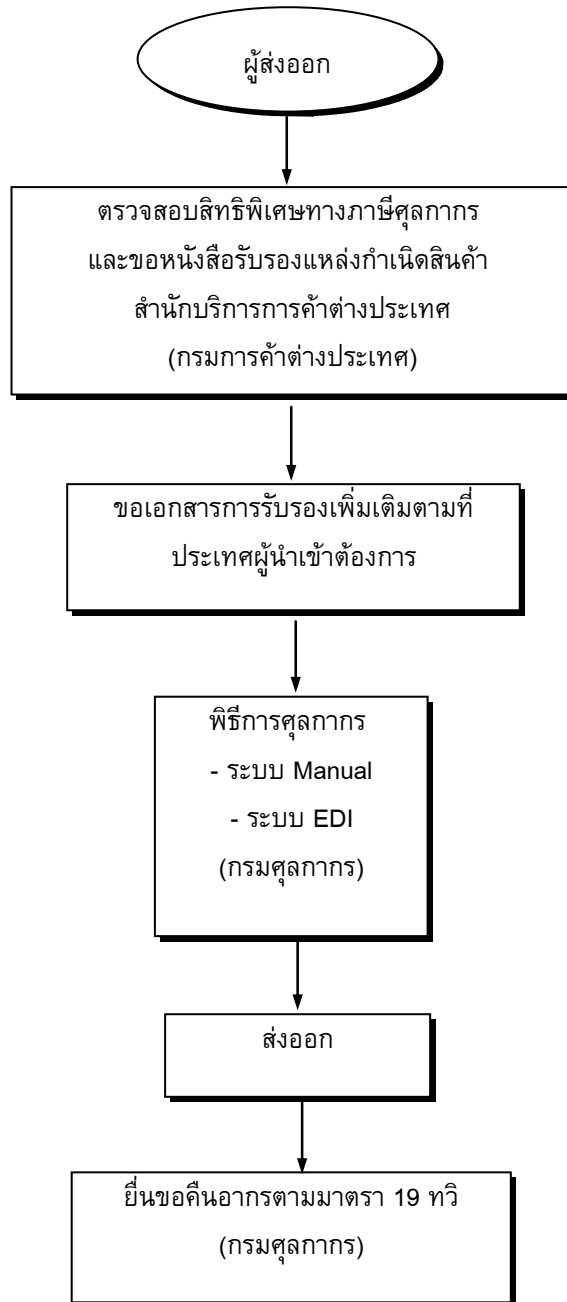 ผู้ส่งออก
ตรวจสอบสิทธิพิเศษทางภาษีศุลกากร
และขอหนังสือรับรองแหล่งกำเนิดสินค้า
สำนักบริการการค้าต่างประเทศ
(กรมการค้าต่างประเทศ)
ขอเอกสารการรับรองเพิ่มเติมตามที่
ประเทศผู้นำเข้าต้องการ
พิธีการศุลกากร
- ระบบ Manual
- ระบบ EDI
(กรมศุลกากร)
ส่งออก
ยื่นขอคืนอากรตามมาตรา 19 ทวิ
(กรมศุลกากร)